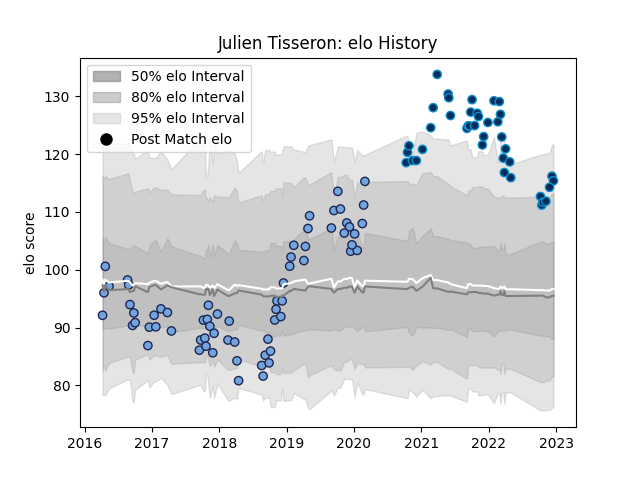 Julien Tisseron: elo History
50% elo Interval
80% elo Interval
95% elo Interval
Post Match elo
elo score
130
120
110
100
90
80
2016 2017 2018 2019 2020 2021 2022 2023